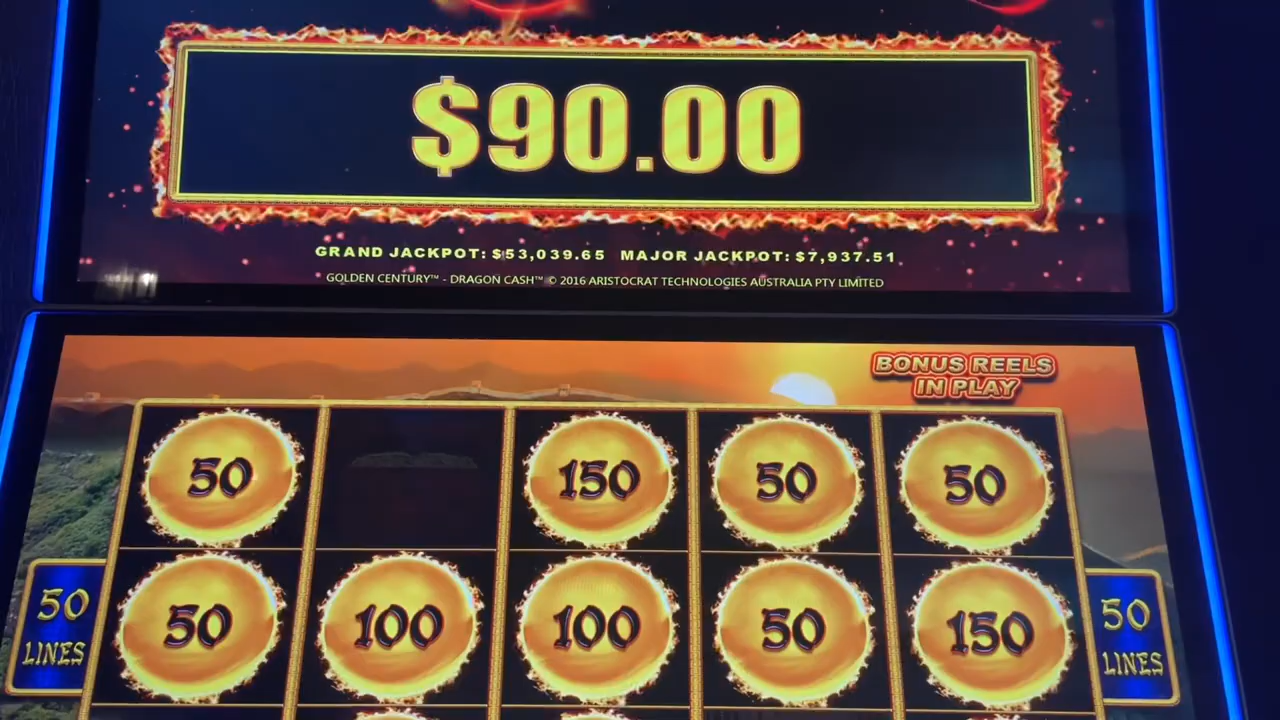 $90.00
GRAND JACKPOT: $53,039.65 MAJOR JACKPOT: $7,937.51
GOLDEN CENTURY™ - DRAGON CASH™ © 2016 ARISTOCRAT TECHNOLOGIES AUSTRALIA PTY LIMITED
BONUS REELS
IN PLAY
50 150 50 50
50 100 100 50 150
50
LINES
50
LINES